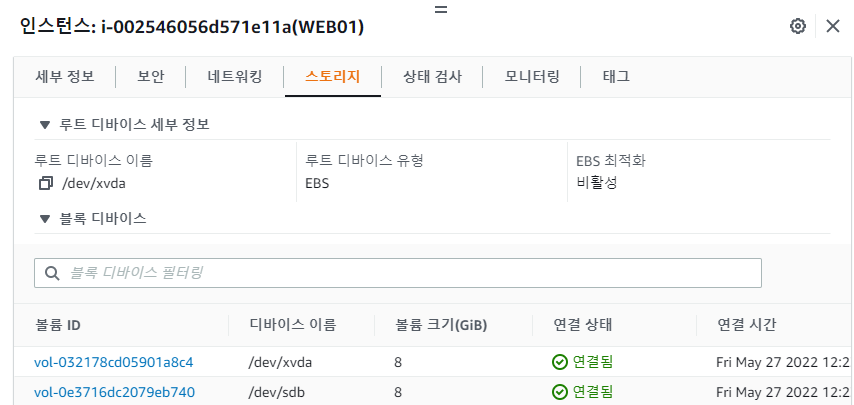 인스턴스: i-002546056d571e11a(WEB01)
세부 정보 보안 네트워킹 스토리지 상태 검사 모니터링 태그
루트 디바이스 세부 정보
루트 디바이스 이름 루트 디바이스 유형 EBS 최적화
/dev/xvda EBS 비활성
블록 디바이스
블록 디바이스 필터링
볼륨 ID 디바이스 이름 볼륨 크기(GiB) 연결 상태 연결 시간
vol-032178cd05901a8c4 /dev/xvda 8 연결됨 Fri May 27 2022 12:2
vol-0e3716dc2079eb740 /dev/sdb 8 연결됨 Fri May 27 2022 12:2